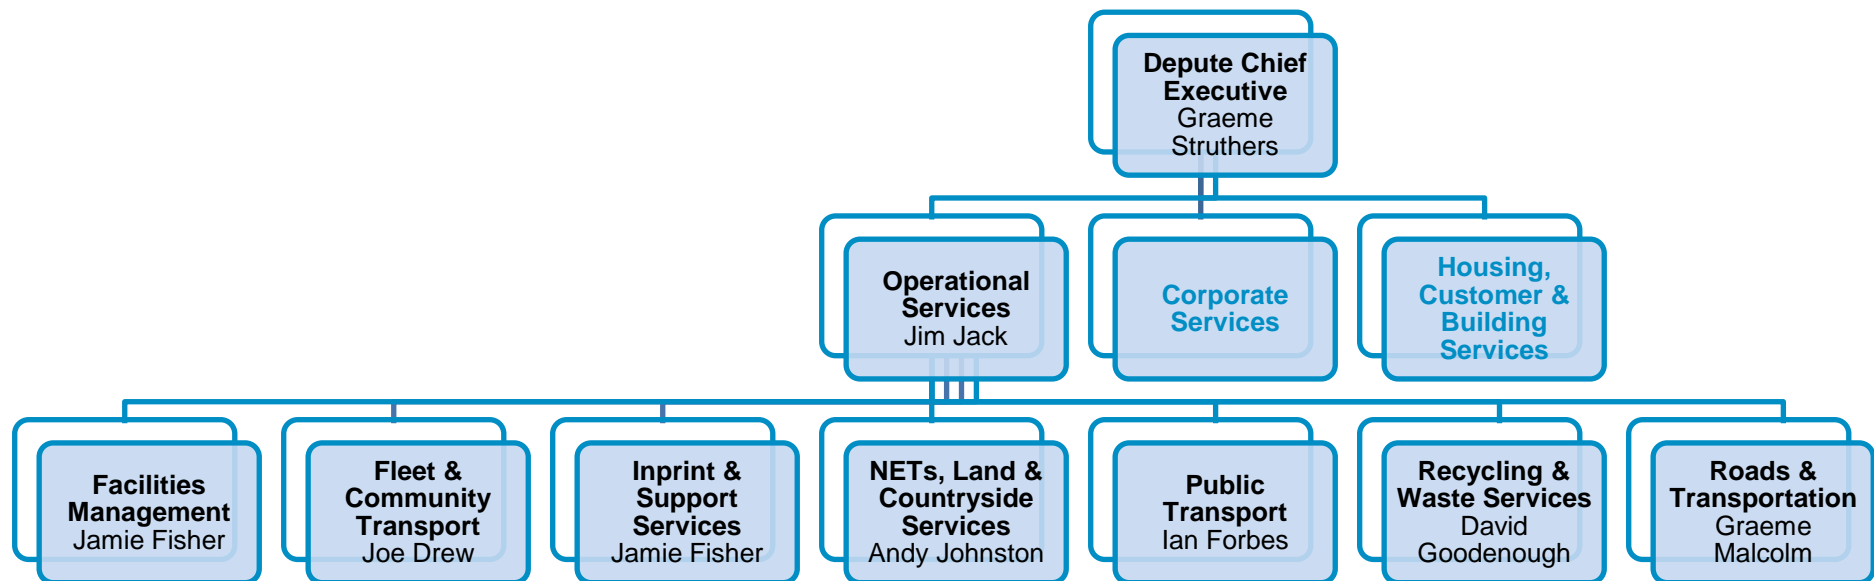 Depute Chief
Executive
Graeme
Struthers
Operational
Services
Jim Jack
Corporate
Services
Housing,
Customer &
Building
Services
Facilities
Management
Jamie Fisher
Fleet &
Community
Transport
Joe Drew
Inprint &
Support
Services
Jamie Fisher
NETs, Land &
Countryside
Services
Andy Johnston
Public
Transport
Ian Forbes
Recycling &
Waste Services
David
Goodenough
Roads &
Transportation
Graeme
Malcolm